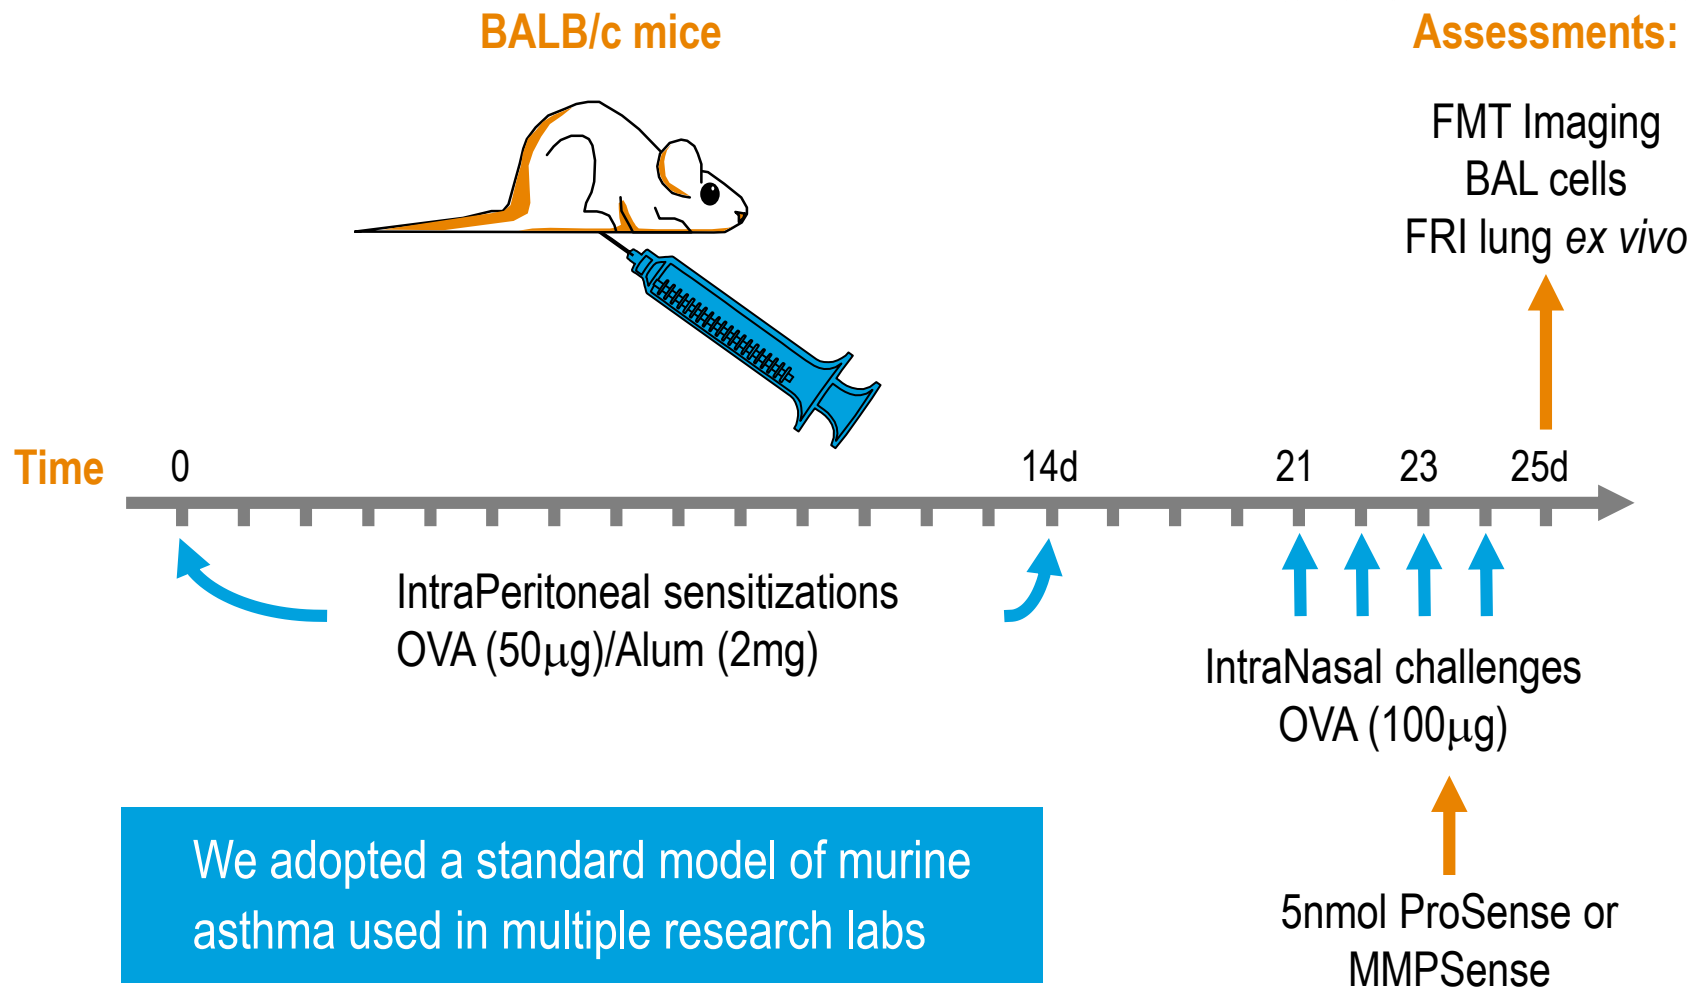 BALB/c mice
Assessments:
FMT Imaging
BAL cells
FRI lung ex vivo
Time
0
14d
21
23
25d
IntraPeritoneal sensitizations
OVA (50μg)/Alum (2mg)
IntraNasal challenges
OVA (100μg)
We adopted a standard model of murine
asthma used in multiple research labs
5nmol ProSense or
MMPSense